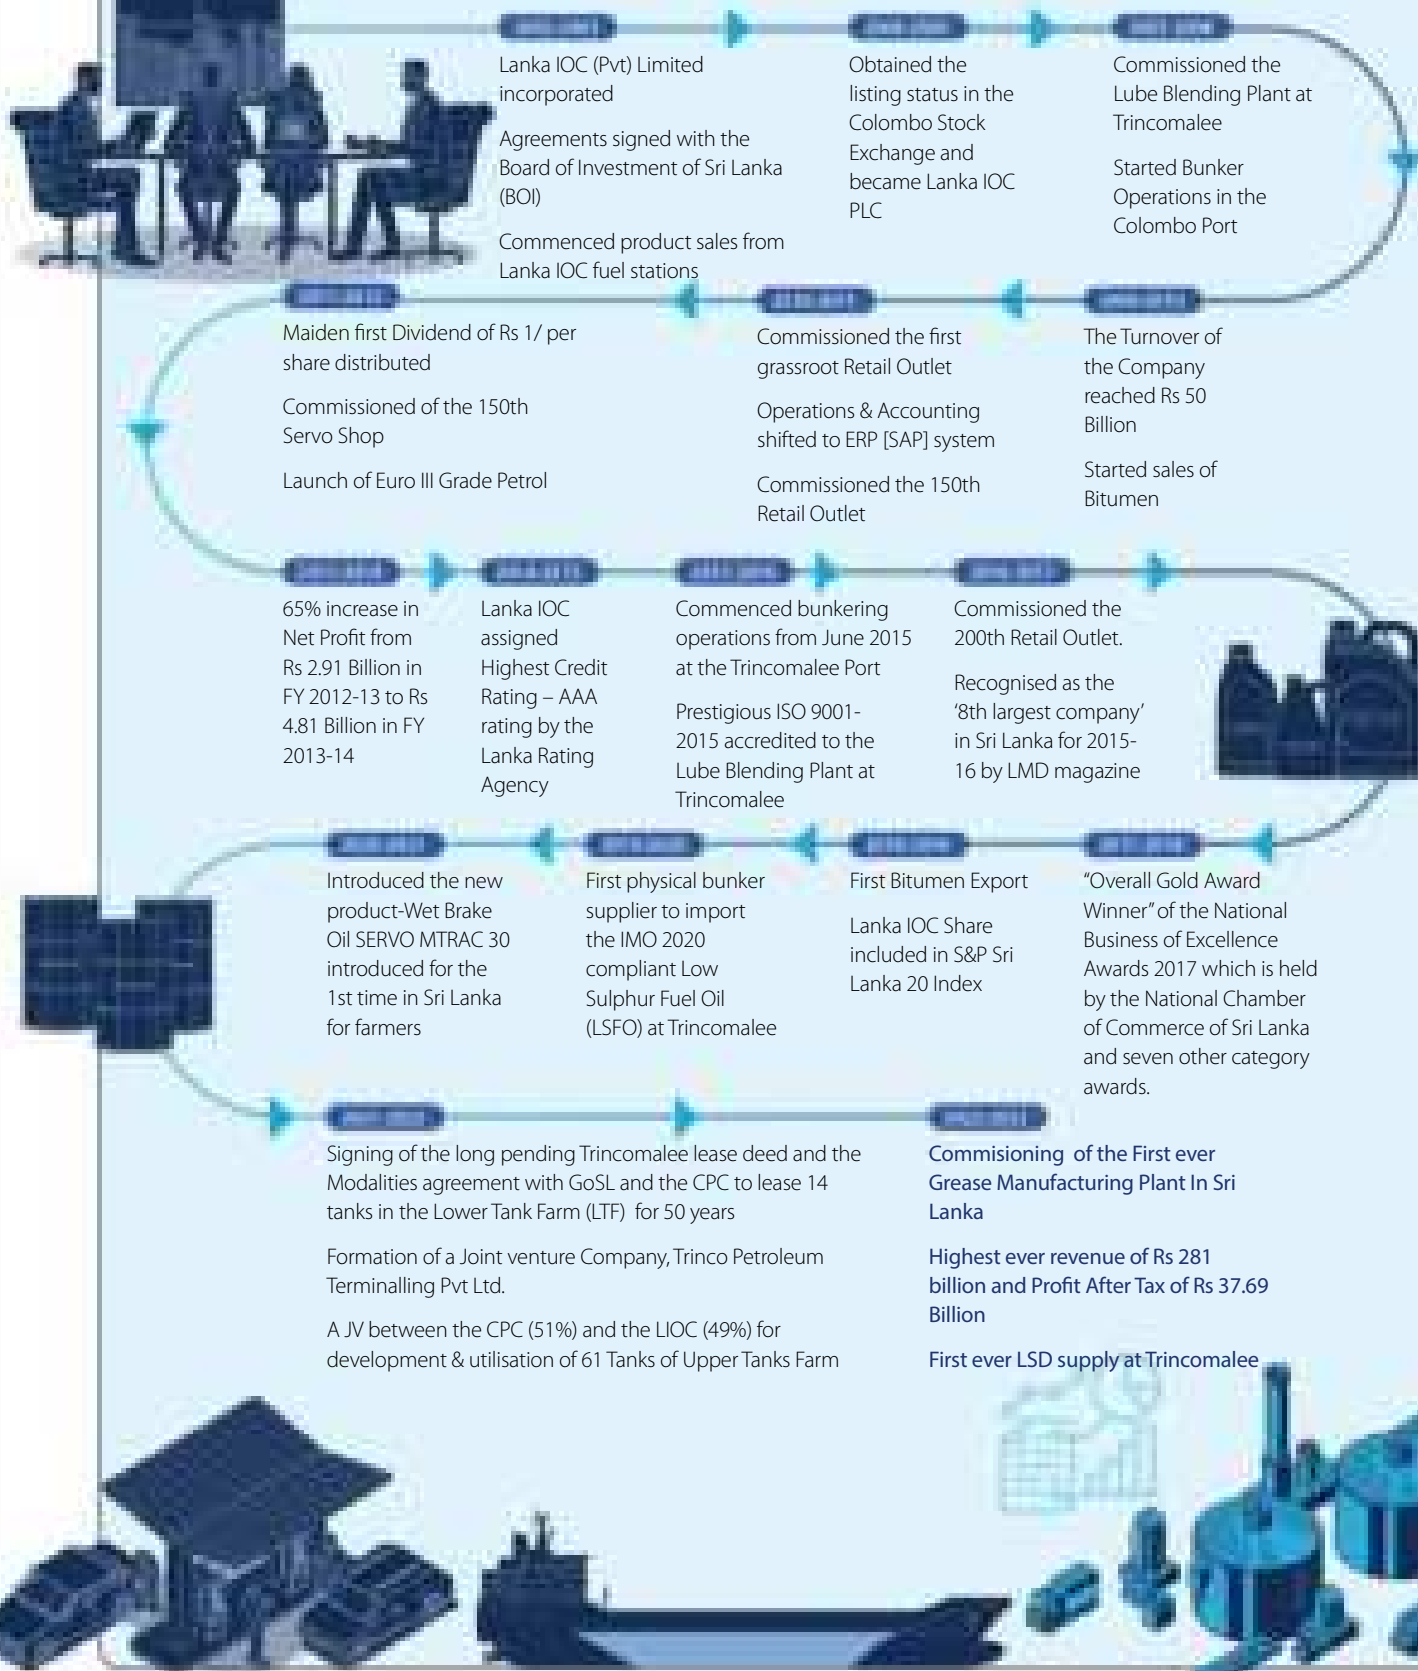 Lanka IOC (Pvt) Limited
incorporated
Agreements signed with the
Board of Investment of Sri Lanka
(BOI)
Commenced product sales from
Lanka IOC fuel stations
Obtained the
listing status in the
Colombo Stock
Exchange and
became Lanka IOC
PLC
Commissioned the
Lube Blending Plant at
Trincomalee
Started Bunker
Operations in the
Colombo Port
The Turnover of
the Company
reached Rs 50
Billion
Started sales of
Bitumen
Commissioned the first
grassroot Retail Outlet
Operations & Accounting
shifted to ERP [SAP] system
Commissioned the 150th
Retail Outlet
Maiden first Dividend of Rs 1/ per
share distributed
Commissioned of the 150th
Servo Shop
Launch of Euro III Grade Petrol
65% increase in
Net Profit from
Rs 2.91 Billion in
FY 2012-13 to Rs
4.81 Billion in FY
2013-14
Lanka IOC
assigned
Highest Credit
Rating – AAA
rating by the
Lanka Rating
Agency
Commenced bunkering
operations from June 2015
at the Trincomalee Port
Prestigious ISO 9001-
2015 accredited to the
Lube Blending Plant at
Trincomalee
Commissioned the
200th Retail Outlet.
Recognised as the
‘8th largest company’
in Sri Lanka for 2015-
16 by LMD magazine
“Overall Gold Award
Winner” of the National
Business of Excellence
Awards 2017 which is held
by the National Chamber
of Commerce of Sri Lanka
and seven other category
awards.
First Bitumen Export
Lanka IOC Share
included in S&P Sri
Lanka 20 Index
First physical bunker
supplier to import
the IMO 2020
compliant Low
Sulphur Fuel Oil
(LSFO) at Trincomalee
Introduced the new
product-Wet Brake
Oil SERVO MTRAC 30
introduced for the
1st time in Sri Lanka
for farmers
Signing of the long pending Trincomalee lease deed and the
Modalities agreement with GoSL and the CPC to lease 14
tanks in the Lower Tank Farm (LTF) for 50 years
Formation of a Joint venture Company, Trinco Petroleum
Terminalling Pvt Ltd.
A JV between the CPC (51%) and the LIOC (49%) for
development & utilisation of 61 Tanks of Upper Tanks Farm
Commisioning of the First ever
Grease Manufacturing Plant In Sri
Lanka
Highest ever revenue of Rs 281
billion and Profit After Tax of Rs 37.69
Billion
First ever LSD supply at Trincomalee